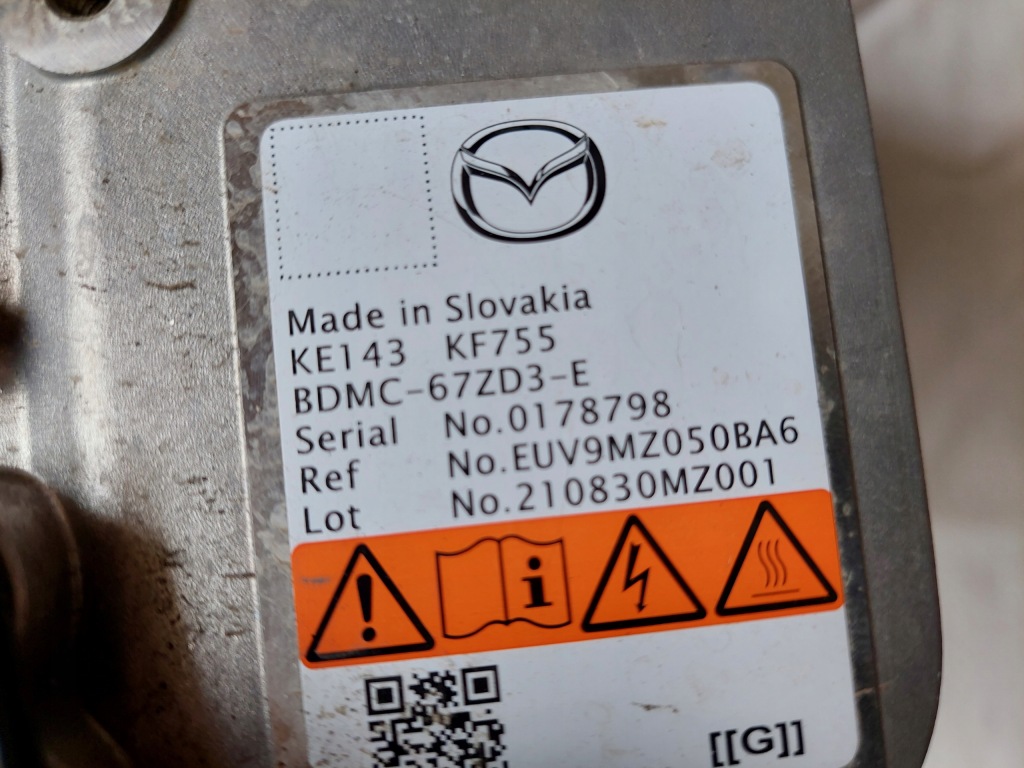 Made in Slovakia
KE143 KF755
BDMC-67ZD3-E
Serial No.0178798
Ref No.EUV9MZ050BA6
Lot No.210830MZ001
i
[[G]]